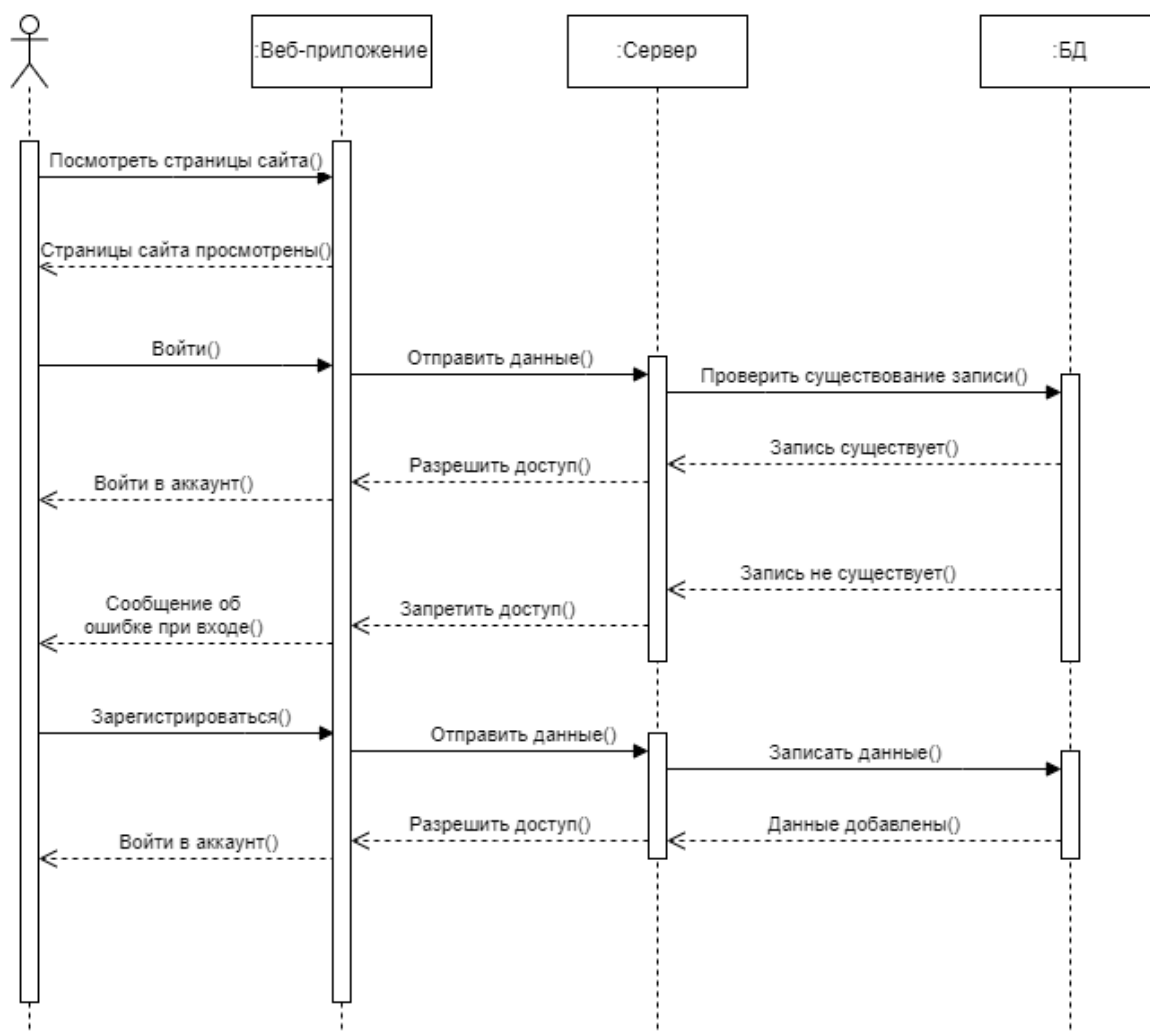 :Веб-приложение
:Сервер
:БД
Посмотреть страницы сайта()
Страницы сайта просмотрены()
Войти()
Отправить данные()
Проверить существование записи()
Запись существует()
Разрешить доступ()
Войти в аккаунт()
Запись не существует()
Запретить доступ()
Сообщение об
ошибке при входе()
Зарегистрироваться()
Отправить данные()
Записать данные()
Данные добавлены()
Разрешить доступ()
Войти в аккаунт()